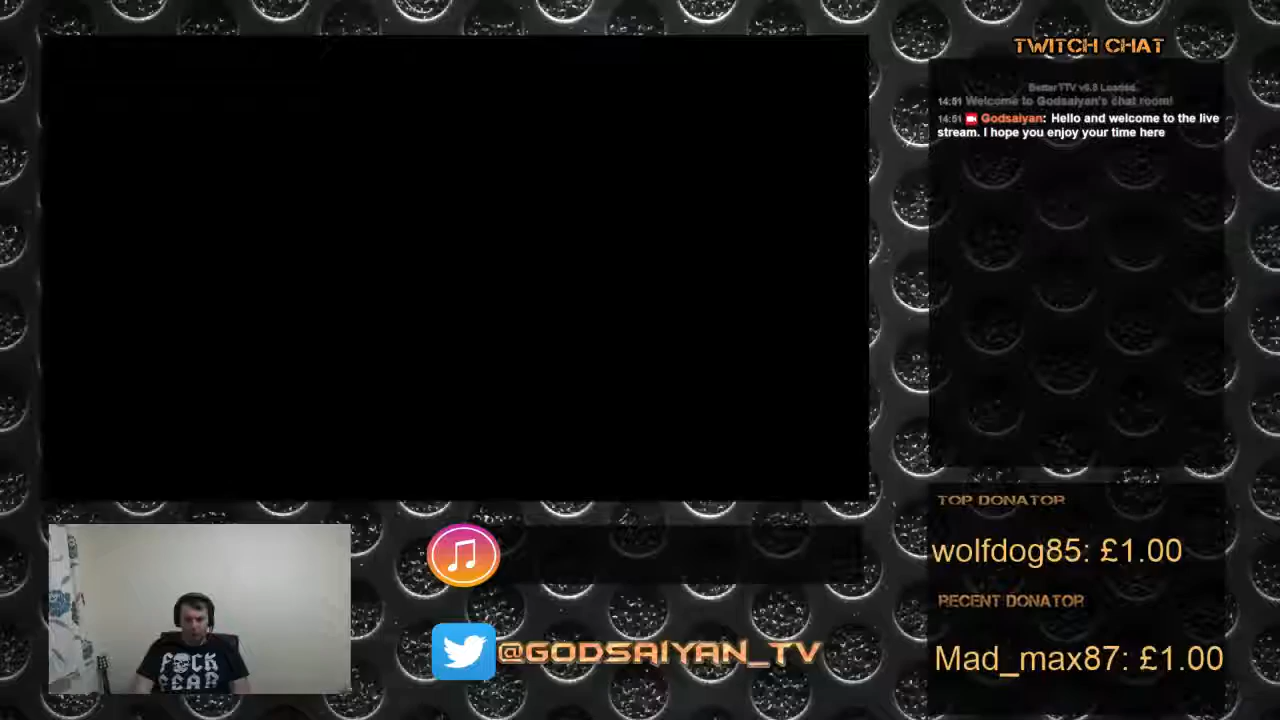 TWITCH CHAT
BetterTTV v6.8 Loaded.
14:51 Welcome to Godsaiyan's chat room!
14:51 Godsaiyan: Hello and welcome to the live
stream. I hope you enjoy your time here
TOP DONATOR
wolfdog85: £1.00
RECENT DONATOR
Mad_max87: £1.00
@GODSAIYAN_TV
FEAR